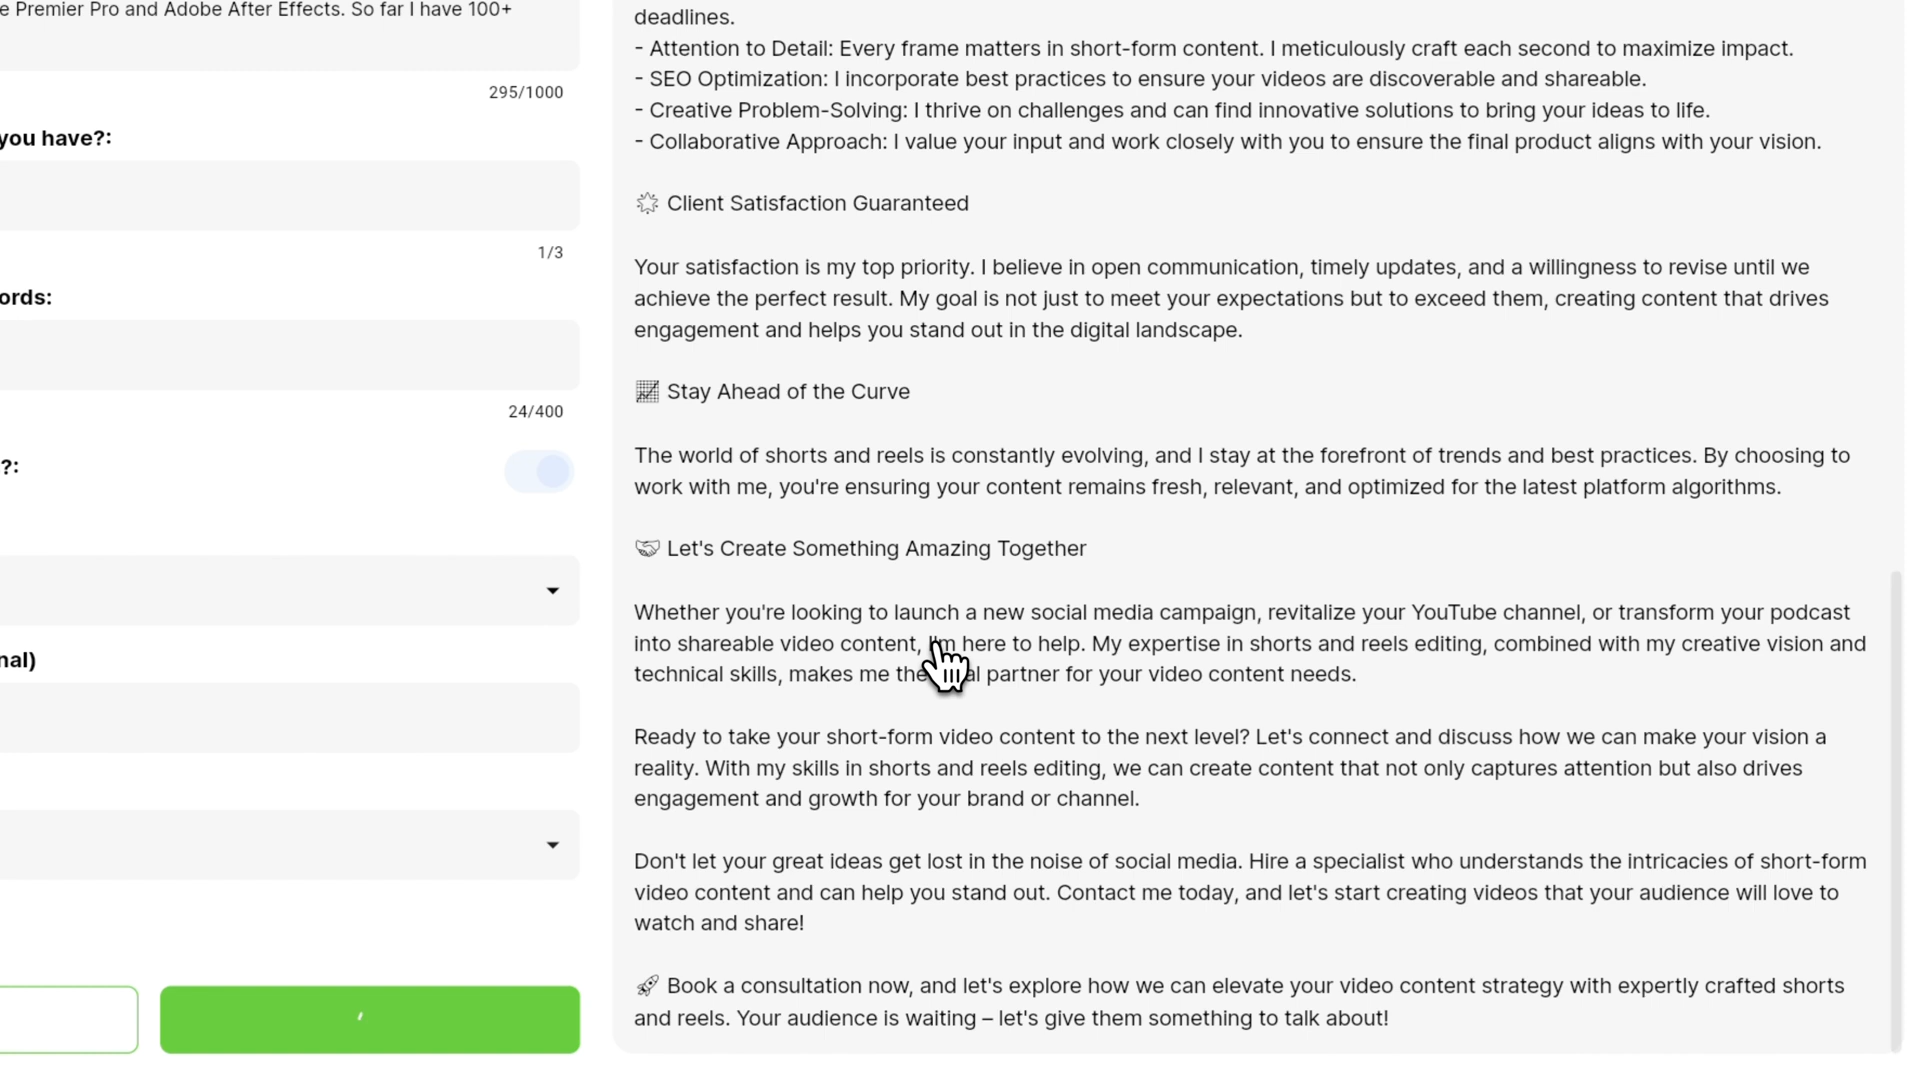 e Premier Pro and Adobe After Effects. So far I have 100+
295/1000
you have?:
1/3
ords:
24/400
?:
nal)
deadlines.
- Attention to Detail: Every frame matters in short-form content. I meticulously craft each second to maximize impact.
- SEO Optimization: I incorporate best practices to ensure your videos are discoverable and shareable.
- Creative Problem-Solving: I thrive on challenges and can find innovative solutions to bring your ideas to life.
- Collaborative Approach: I value your input and work closely with you to ensure the final product aligns with your vision.
Client Satisfaction Guaranteed
Your satisfaction is my top priority. I believe in open communication, timely updates, and a willingness to revise until we
achieve the perfect result. My goal is not just to meet your expectations but to exceed them, creating content that drives
engagement and helps you stand out in the digital landscape.
Stay Ahead of the Curve
The world of shorts and reels is constantly evolving, and I stay at the forefront of trends and best practices. By choosing to
work with me, you're ensuring your content remains fresh, relevant, and optimized for the latest platform algorithms.
Let's Create Something Amazing Together
Whether you're looking to launch a new social media campaign, revitalize your YouTube channel, or transform your podcast
into shareable video content, I'm here to help. My expertise in shorts and reels editing, combined with my creative vision and
technical skills, makes me the partner for your video content needs.
Ready to take your short-form video content to the next level? Let's connect and discuss how we can make your vision a
reality. With my skills in shorts and reels editing, we can create content that not only captures attention but also drives
engagement and growth for your brand or channel.
Don't let your great ideas get lost in the noise of social media. Hire a specialist who understands the intricacies of short-form
video content and can help you stand out. Contact me today, and let's start creating videos that your audience will love to
watch and share!
🚀 Book a consultation now, and let's explore how we can elevate your video content strategy with expertly crafted shorts
and reels. Your audience is waiting – let's give them something to talk about!